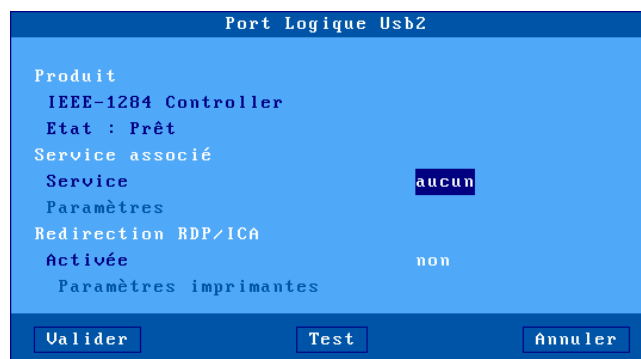 Port Logique Usb2
Produit
IEEE-1284 Controller
Etat : Prêt
Service associé
Service aucun
Paramètres
Redirection RDP/ICA
Activée non
Paramètres imprimantes
Valider Test Annuler